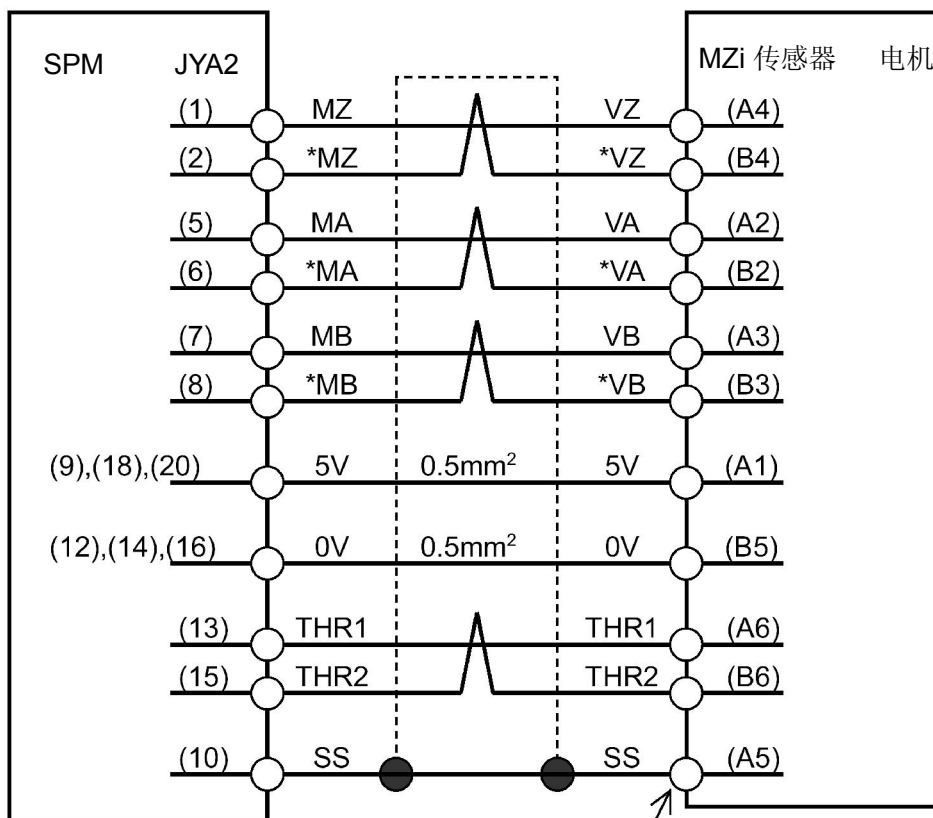 SPM JYA2 MZi 传感器 电机
(1) MZ VZ (A4)
(2) *MZ *VZ (B4)
(5) MA VA (A2)
(6) *MA *VA (B2)
(7) MB VB (A3)
(8) *MB *VB (B3)
(9),(18),(20) 5V 0.5mm² 5V (A1)
(12),(14),(16) 0V 0.5mm² 0V (B5)
(13) THR1 THR1 (A6)
(15) THR2 THR2 (B6)
(10) SS SS (A5)